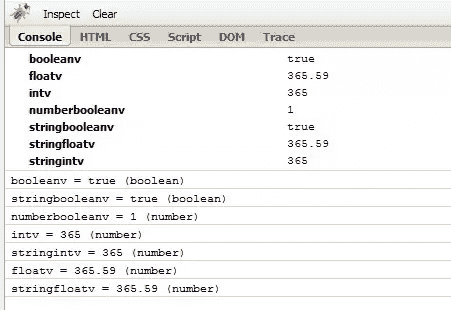 Inspect Clear
Console HTML CSS Script DOM Trace
booleanv true
floatv 365.59
intv 365
numberbooleanv 1
stringbooleanv true
stringfloatv 365.59
stringintv 365
booleanv = true (boolean)
stringbooleanv = true (boolean)
numberbooleanv = 1 (number)
intv = 365 (number)
stringintv = 365 (number)
floatv = 365.59 (number)
stringfloatv = 365.59 (number)